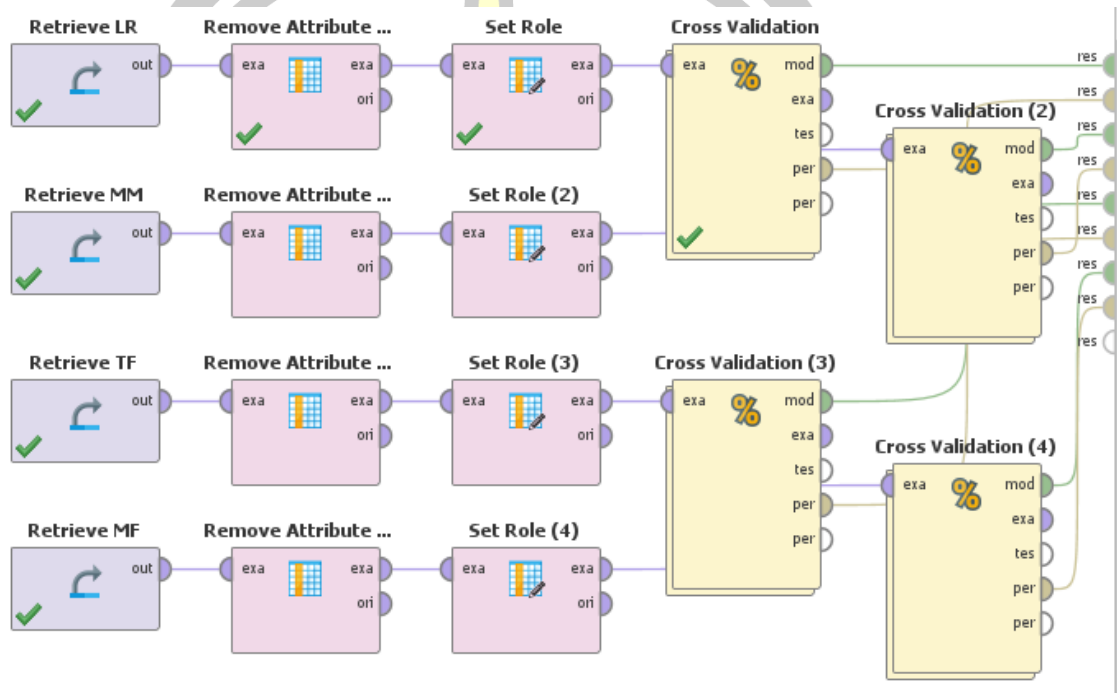 Retrieve LR
out
Remove Attribute ...
exa
exa
ori
Set Role
exa
exa
ori
Cross Validation
exa
mod
exa
tes
per
per
Cross Validation (2)
exa
mod
exa
tes
per
per
res
res
res
res
res
res
res
res
res
Retrieve MM
out
Remove Attribute ...
exa
exa
ori
Set Role (2)
exa
exa
ori
Retrieve TF
out
Remove Attribute ...
exa
exa
ori
Set Role (3)
exa
exa
ori
Cross Validation (3)
exa
mod
exa
tes
per
per
Cross Validation (4)
exa
mod
exa
tes
per
per
Retrieve MF
out
Remove Attribute ...
exa
exa
ori
Set Role (4)
exa
exa
ori